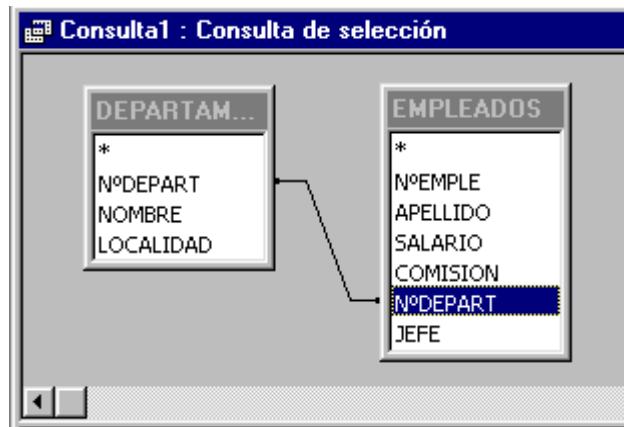 Consulta1 : Consulta de selección
DEPARTAM...
*
NºDEPART
NOMBRE
LOCALIDAD
EMPLEADOS
*
NºEMPLE
APELLIDO
SALARIO
COMISION
NºDEPART
JEFE